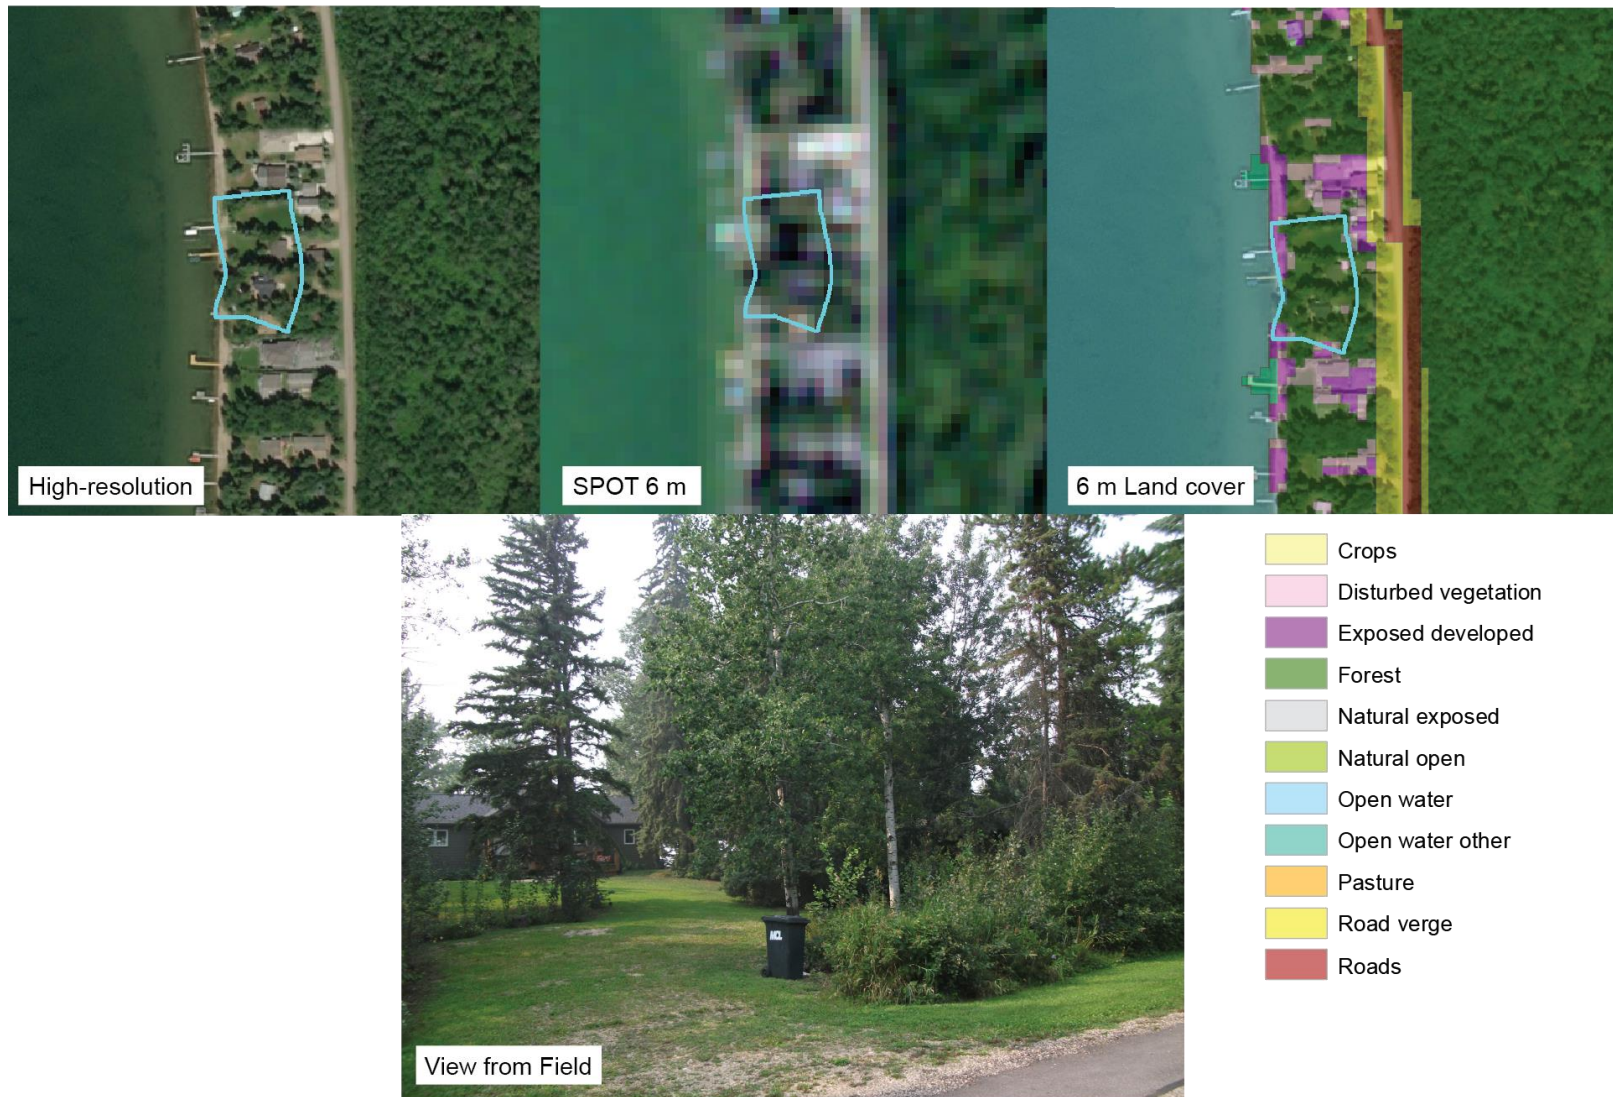 High-resolution
SPOT 6 m
6 m Land cover
Crops
Disturbed vegetation
Exposed developed
Forest
Natural exposed
Natural open
Open water
Open water other
Pasture
Road verge
Roads
MCL
View from Field